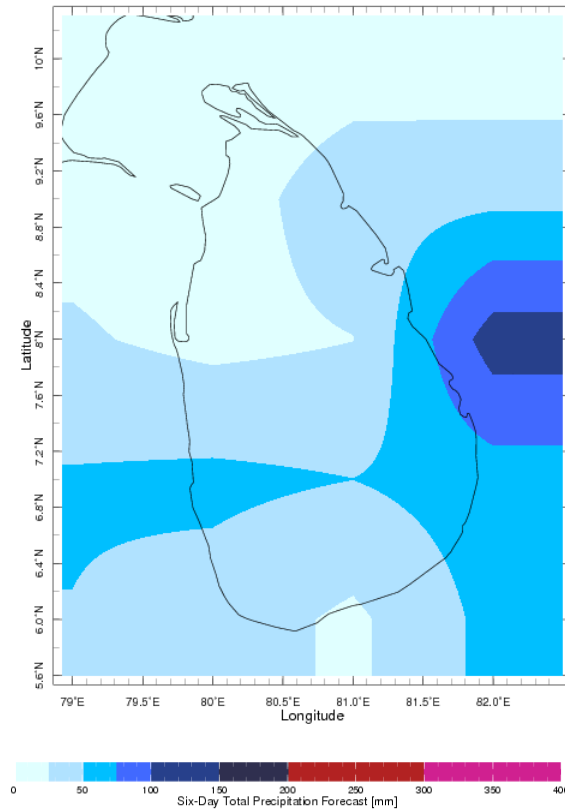 10°N
9.6°N
9.2°N
8.8°N
8.4°N
8°N
7.6°N
7.2°N
6.8°N
6.4°N
6.0°N
5.6°N
Latitude
79°E 79.5°E 80°E 80.5°E 81.0°E 81.5°E 82.0°E
Longitude
0 50 100 150 200 250 300 350 400
Six-Day Total Precipitation Forecast [mm]